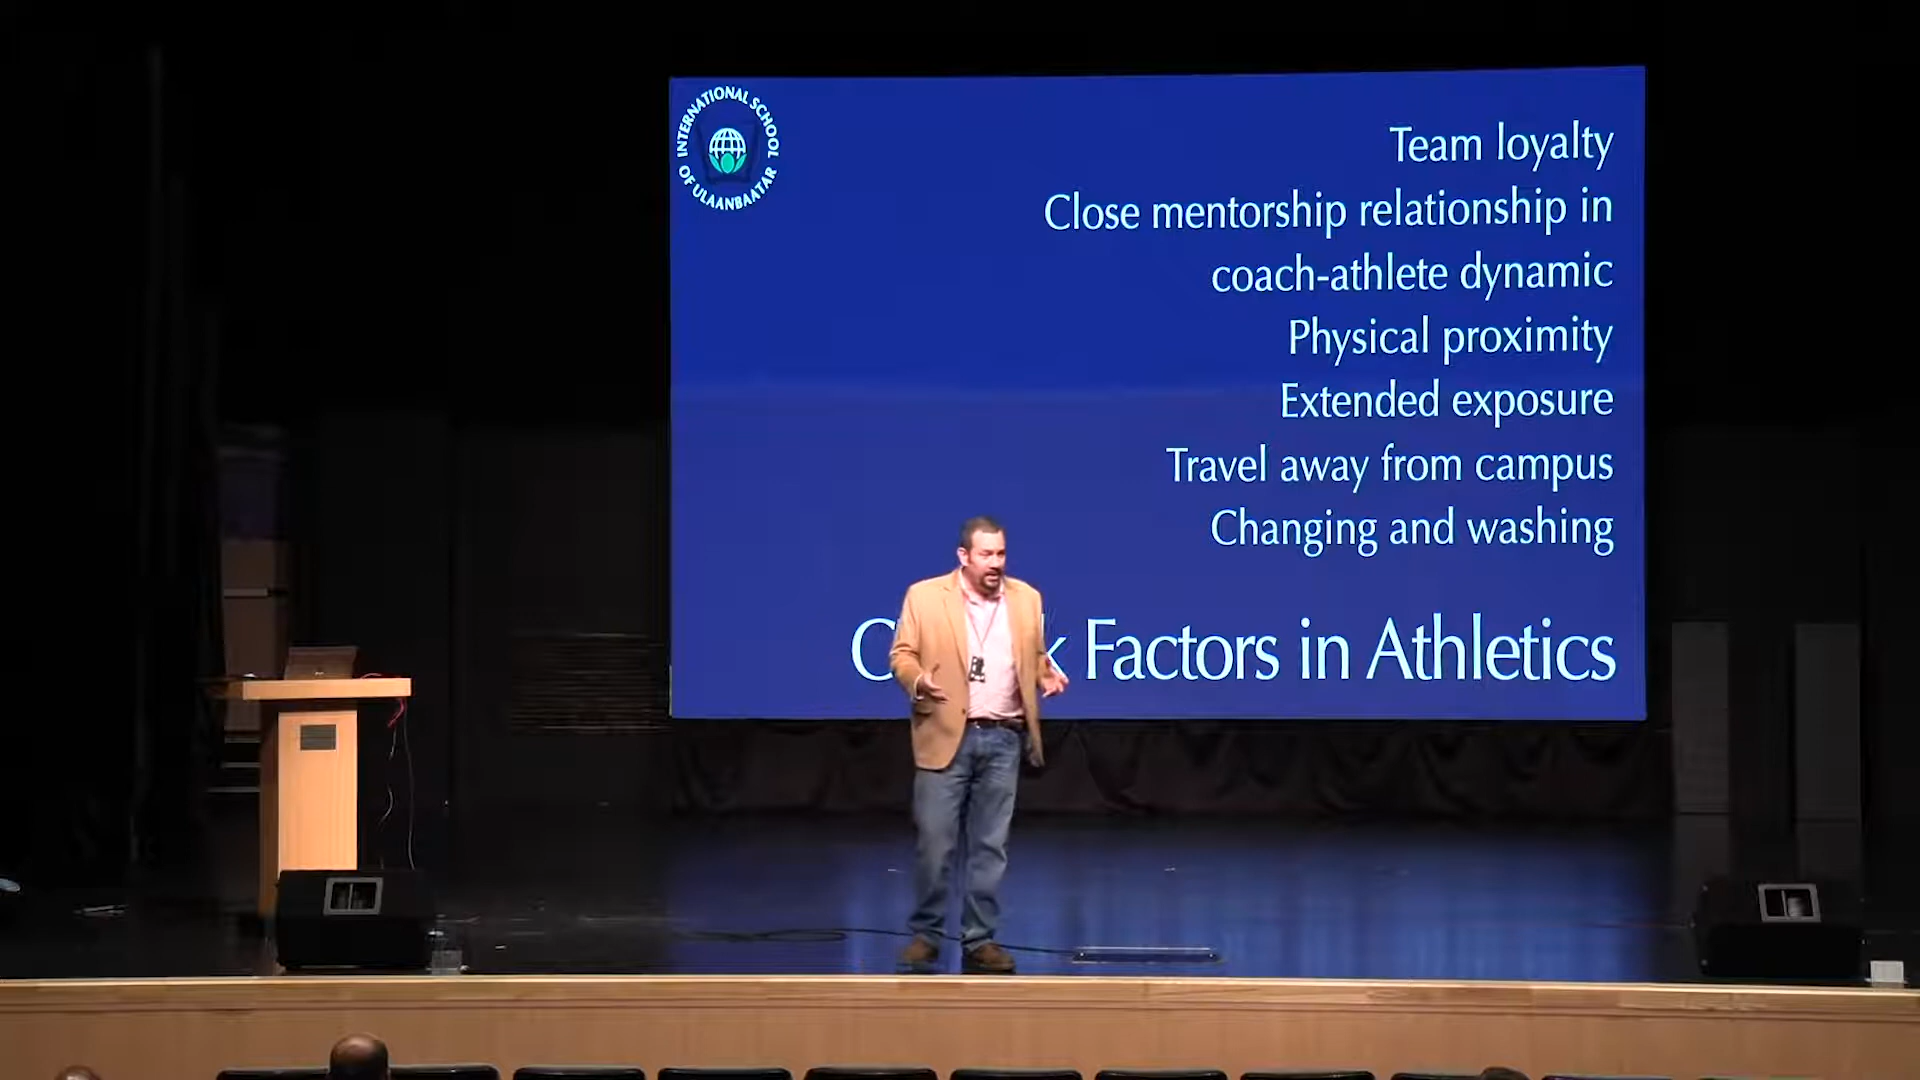 INTERNATIONAL SCHOOL
OF ULAANBAATAR
Team loyalty
Close mentorship relationship in
coach-athlete dynamic
Physical proximity
Extended exposure
Travel away from campus
Changing and washing
Factors in Athletics